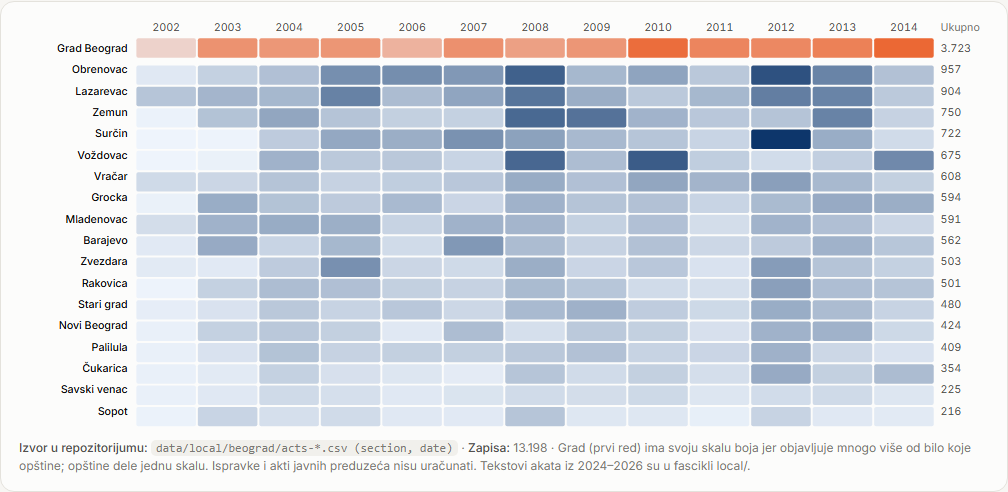 2002 2003 2004 2005 2006 2007 2008 2009 2010 2011 2012 2013 2014 Ukupno
Grad Beograd 3.723
Obrenovac 957
Lazarevac 904
Zemun 750
Surčin 722
Voždovac 675
Vračar 608
Grocka 594
Mladenovac 591
Barajevo 562
Zvezdara 503
Rakovica 501
Stari grad 480
Novi Beograd 424
Palilula 409
Čukarica 354
Savski venac 225
Sopot 216
Izvor u repozitorijumu: data/local/beograd/acts-*.csv (section, date) · Zapisa: 13.198 · Grad (prvi red) ima svoju skalu boja jer objavljuje mnogo više od bilo koje
opštine; opštine dele jednu skalu. Ispravke i akti javnih preduzeća nisu uračunati. Tekstovi akata iz 2024–2026 su u fascikli local/.